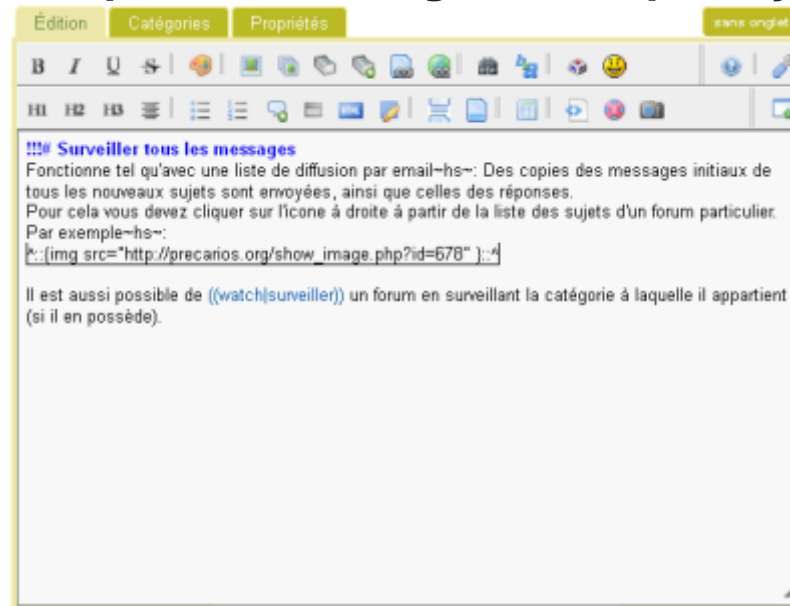 Édition Catégories Propriétés sans onglet
B I U S
H1 H2 H3
!!!# Surveiller tous les messages
Fonctionne tel qu'avec une liste de diffusion par email~hs~: Des copies des messages initiaux de
tous les nouveaux sujets sont envoyées, ainsi que celles des réponses.
Pour cela vous devez cliquer sur l'icone à droite à partir de la liste des sujets d'un forum particulier.
Par exemple~hs~:
^::{img src="http://precarios.org/show_image.php?id=678" }::^
Il est aussi possible de ((watch|surveiller)) un forum en surveillant la catégorie à laquelle il appartient
(si il en possède).